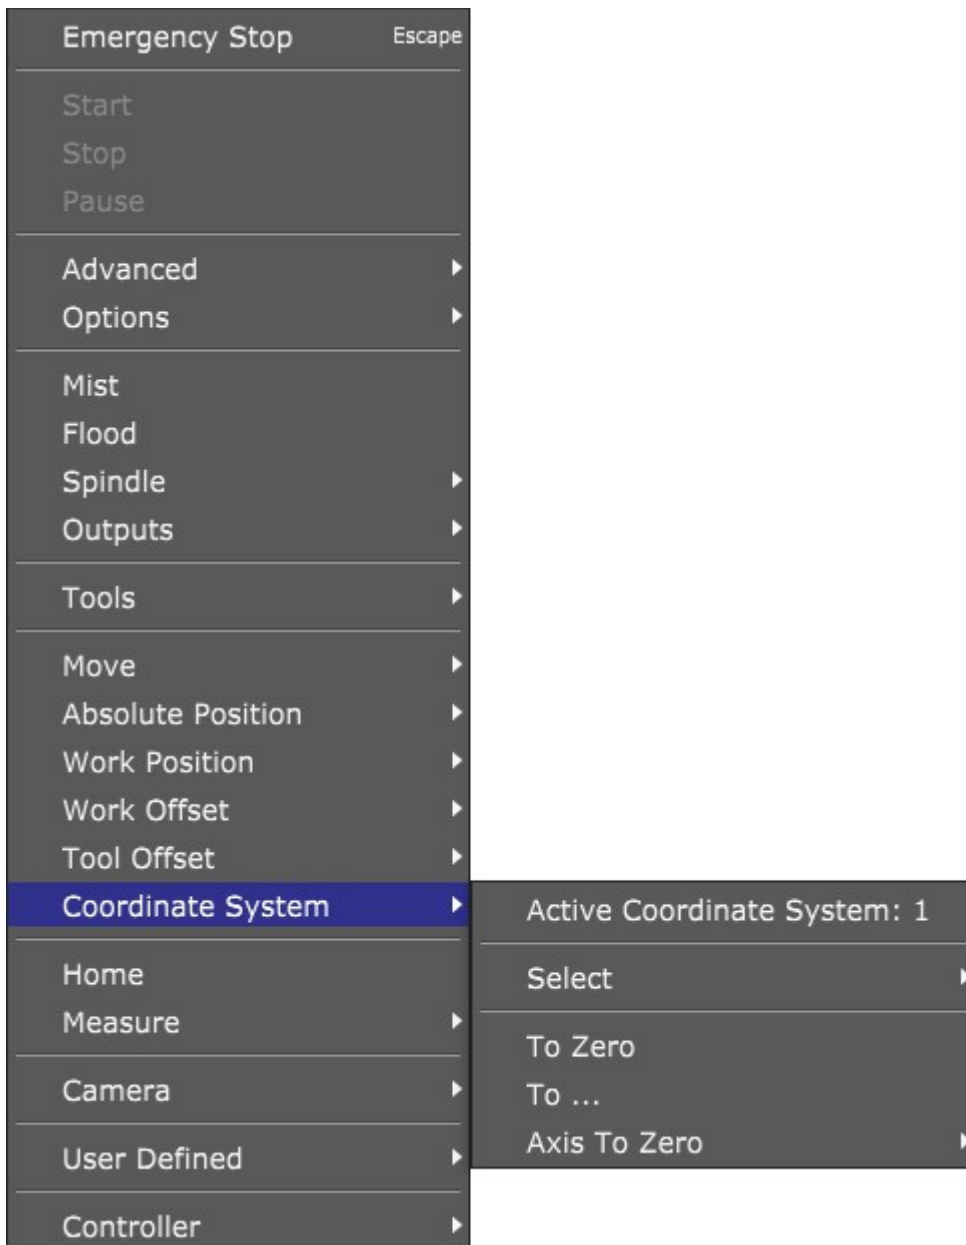 Emergency Stop Escape
Start
Stop
Pause
Advanced
Options
Mist
Flood
Spindle
Outputs
Tools
Move
Absolute Position
Work Position
Work Offset
Tool Offset
Coordinate System
Active Coordinate System: 1
Select
To Zero
To ...
Axis To Zero
Home
Measure
Camera
User Defined
Controller